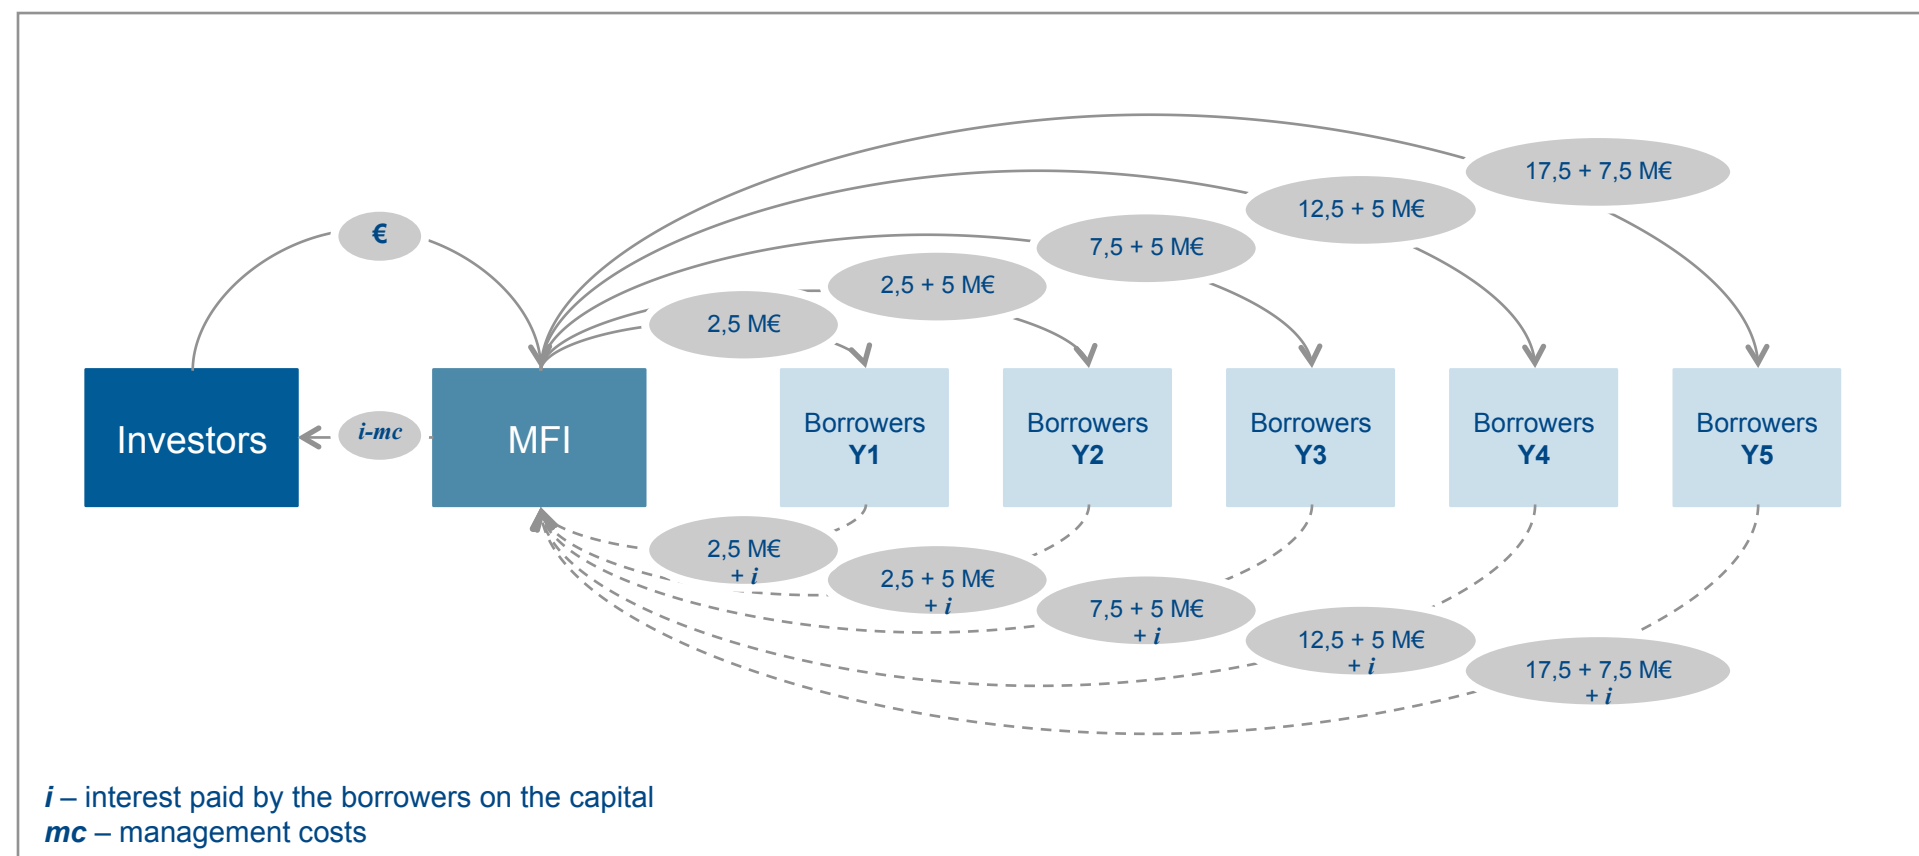 17,5 + 7,5 M€
12,5 + 5 M€
€
7,5 + 5 M€
2,5 + 5 M€
2,5 M€
Investors
i-mc
MFI
Borrowers
Y1
Borrowers
Y2
Borrowers
Y3
Borrowers
Y4
Borrowers
Y5
2,5 M€
+ i
2,5 + 5 M€
+ i
7,5 + 5 M€
+ i
12,5 + 5 M€
+ i
17,5 + 7,5 M€
+ i
i – interest paid by the borrowers on the capital
mc – management costs